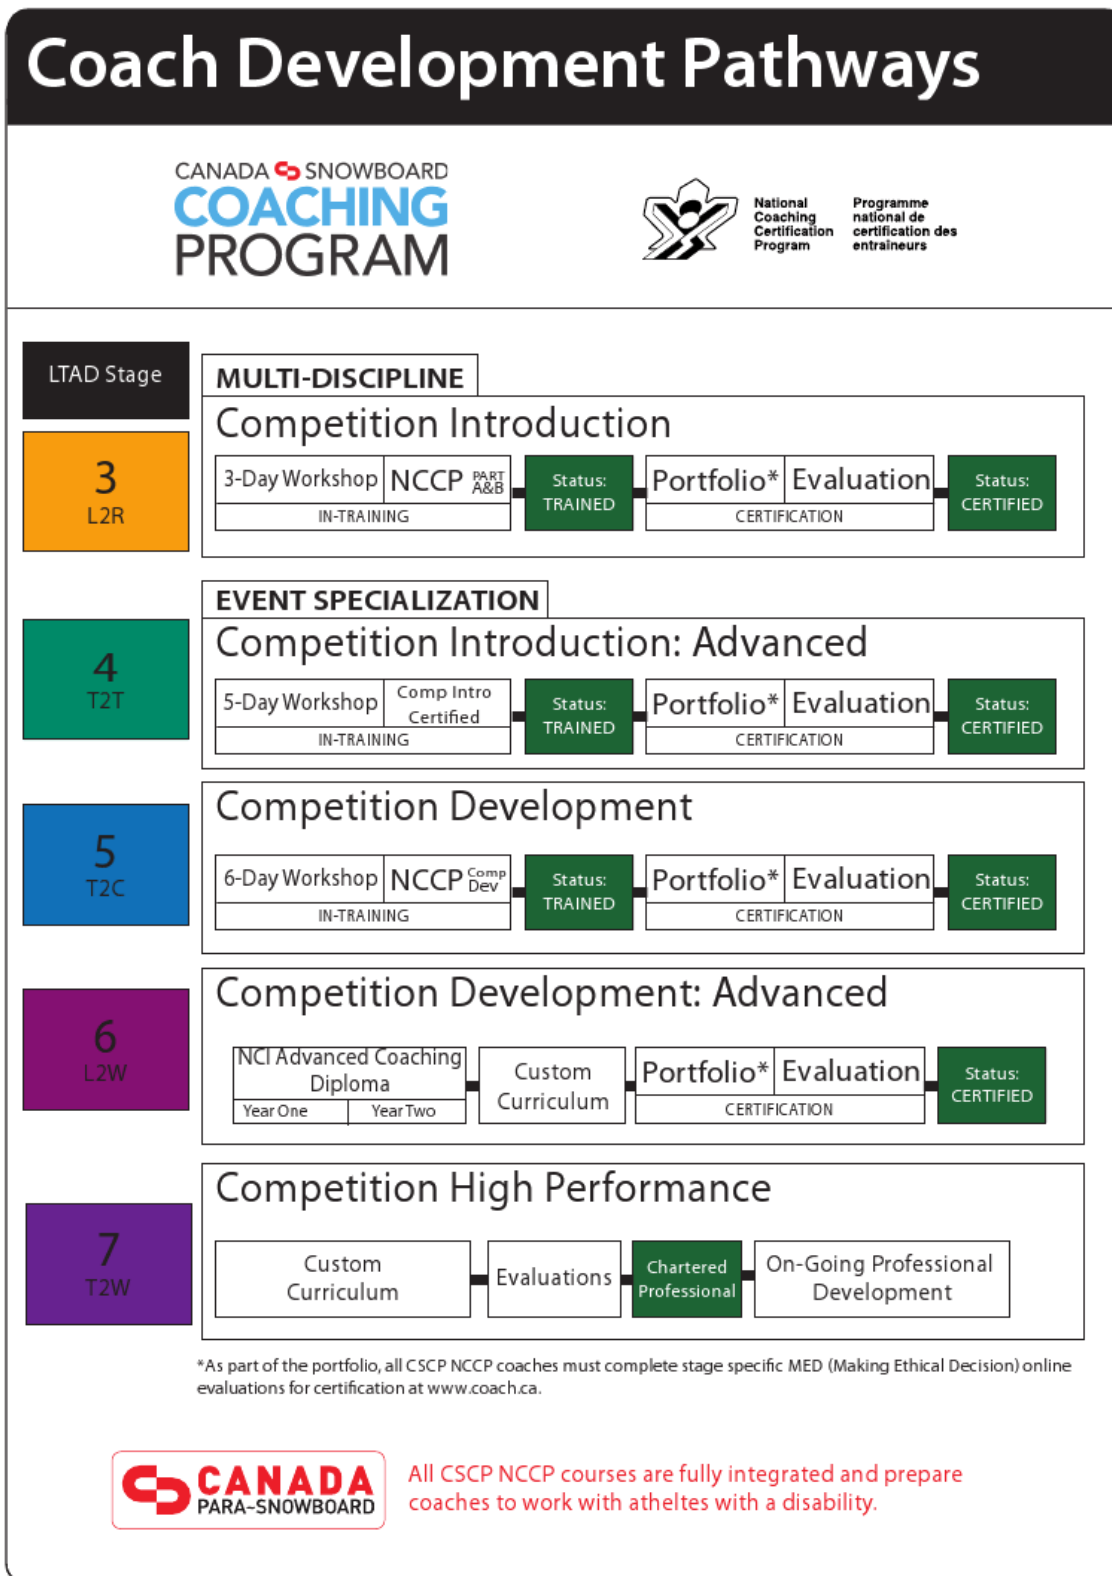 Coach Development Pathways
CANADA SNOWBOARD
COACHING
PROGRAM
National
Coaching
Certification
Program
Programme
national de
certification des
entraîneurs
LTAD Stage
MULTI-DISCIPLINE
Competition Introduction
3
L2R
3-Day Workshop
NCCP PART A&B
IN-TRAINING
Status:
TRAINED
Portfolio*
Evaluation
CERTIFICATION
Status:
CERTIFIED
EVENT SPECIALIZATION
Competition Introduction: Advanced
4
T2T
5-Day Workshop
Comp Intro
Certified
IN-TRAINING
Status:
TRAINED
Portfolio*
Evaluation
CERTIFICATION
Status:
CERTIFIED
Competition Development
5
T2C
6-Day Workshop
NCCP Comp Dev
IN-TRAINING
Status:
TRAINED
Portfolio*
Evaluation
CERTIFICATION
Status:
CERTIFIED
Competition Development: Advanced
6
L2W
NCI Advanced Coaching
Diploma
Year One
Year Two
Custom
Curriculum
Portfolio*
Evaluation
CERTIFICATION
Status:
CERTIFIED
Competition High Performance
7
T2W
Custom
Curriculum
Evaluations
Chartered
Professional
On-Going Professional
Development
*As part of the portfolio, all CSCP NCCP coaches must complete stage specific MED (Making Ethical Decision) online
evaluations for certification at www.coach.ca.
CANADA
PARA~SNOWBOARD
All CSCP NCCP courses are fully integrated and prepare
coaches to work with atheltes with a disability.